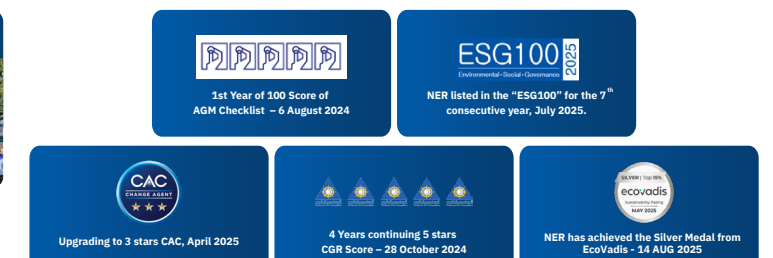 ESG100
2025
Environmental • Social • Governance
1st Year of 100 Score of
AGM Checklist – 6 August 2024
NER listed in the “ESG100” for the 7th
consecutive year, July 2025.
CAC
CHANGE AGENT
Upgrading to 3 stars CAC, April 2025
4 Years continuing 5 stars
CGR Score – 28 October 2024
SILVER | Top 15%
ecovadis
Sustainability Rating
MAY 2025
NER has achieved the Silver Medal from
EcoVadis - 14 AUG 2025